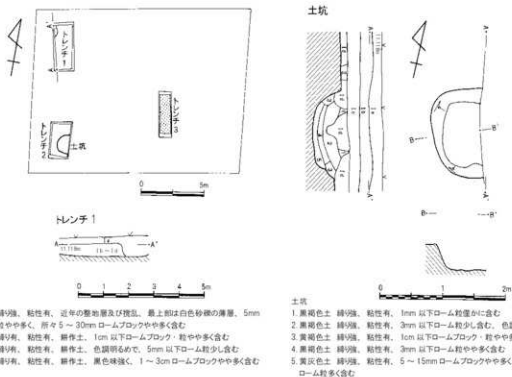 土坑
トレンチ1
トレンチ2
土坑
トレンチ3
0 5m
トレンチ 1
A A'
11.118m
0 1 2 3 4 5m
締り強、粘性有、近年の整地層及び撹乱、最上部は白色砂礫の薄層、5mm
粒やや多く、所々5～30mmロームブロックやや多く含む
締り有、粘性有、耕作土、1cm以下ロームブロック・粒やや多く含む
締り有、粘性有、耕作土、色調明るめで、5mm以下ローム粒少し含む
締り有、粘性有、耕作土、黒色味強く、1～3cmロームブロックやや多く含む
A A'
B B'
B B'
0 1 2m
土坑
1. 黒褐色土 締り強、粘性有、1mm以下ローム粒僅かに含む
2. 黒褐色土 締り強、粘性有、3mm以下ローム粒少し含む、色
3. 黄褐色土 締り強、粘性有、1cm以下ロームブロック・粒やや多
4. 黒褐色土 締り強、粘性有、3mm以下ローム粒やや多く含む
5. 黄灰色土 締り強、粘性有、5～15mmロームブロックやや多く
ローム粒多く含む